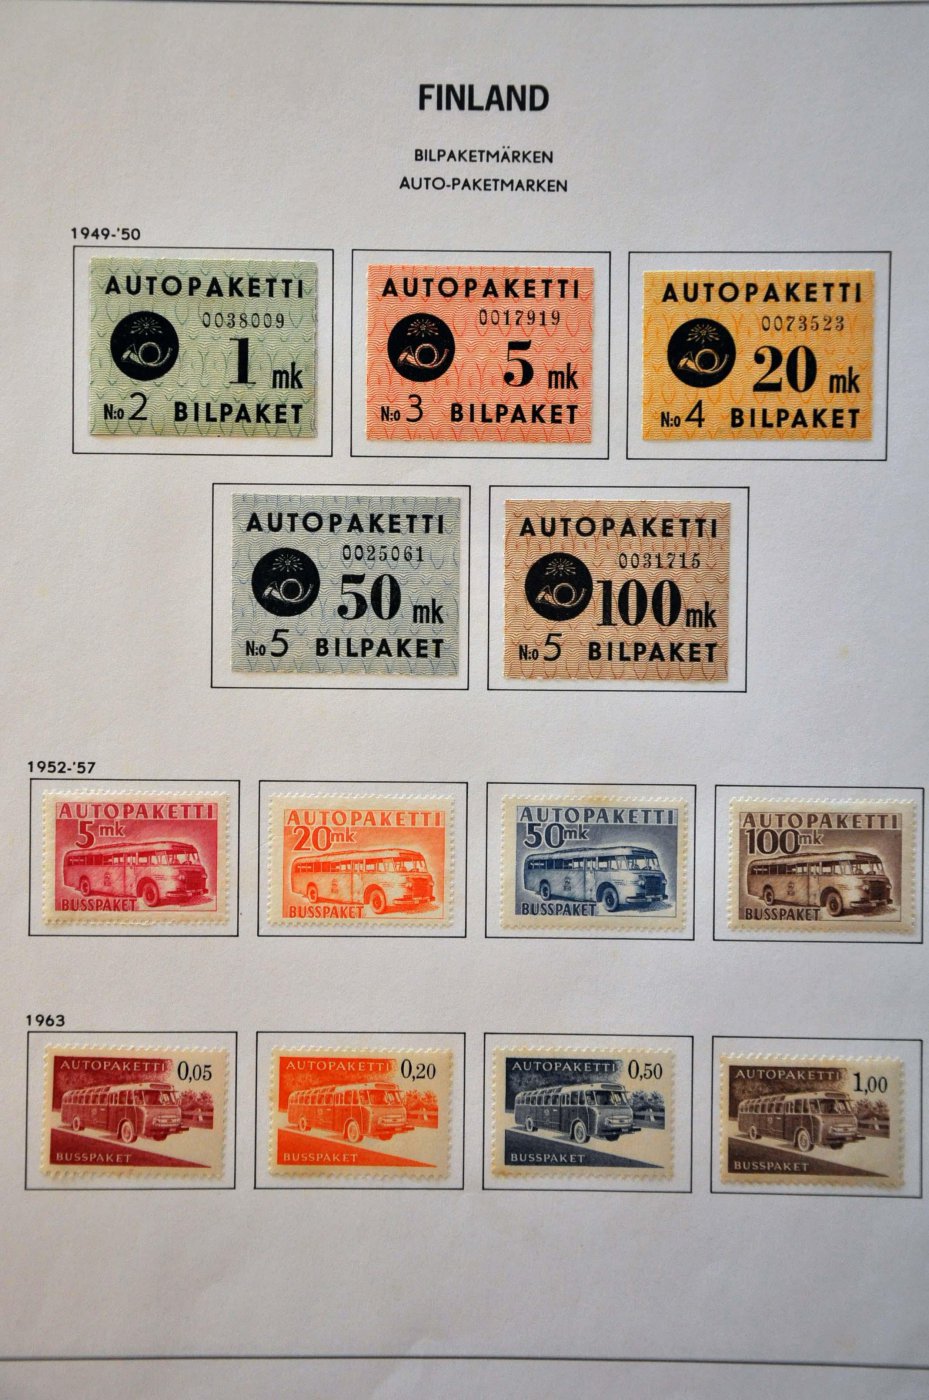 FINLAND
BILPAKETMÄRKEN
AUTO-PAKETMARKEN
1949-'50
AUTOPAKETTI
0038009
1 mk
N:o 2 BILPAKET
AUTOPAKETTI
0017919
5 mk
N:o 3 BILPAKET
AUTOPAKETTI
0073523
20 mk
N:o 4 BILPAKET
AUTOPAKETTI
0025061
50 mk
N:o 5 BILPAKET
AUTOPAKETTI
0031715
100 mk
N:o 5 BILPAKET
1952-'57
AUTOPAKETTI
5 mk
BUSSPAKET
AUTOPAKETTI
20 mk
BUSSPAKET
AUTOPAKETTI
50 mk
BUSSPAKET
AUTOPAKETTI
100 mk
BUSSPAKET
1963
AUTOPAKETTI
0,05
BUSSPAKET
AUTOPAKETTI
0,20
BUSSPAKET
AUTOPAKETTI
0,50
BUSSPAKET
AUTOPAKETTI
1,00
BUSSPAKET